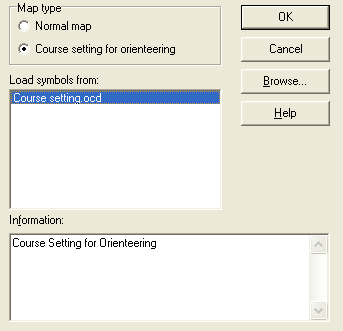 Map type
Normal map
Course setting for orienteering
OK
Cancel
Browse...
Help
Load symbols from:
Course setting.ocd
Information:
Course Setting for Orienteering